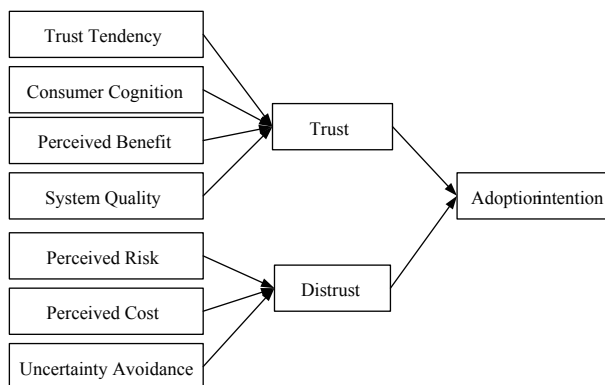 Trust Tendency
Consumer Cognition
Perceived Benefit
System Quality
Perceived Risk
Perceived Cost
Uncertainty Avoidance
Trust
Distrust
Adoptionintention